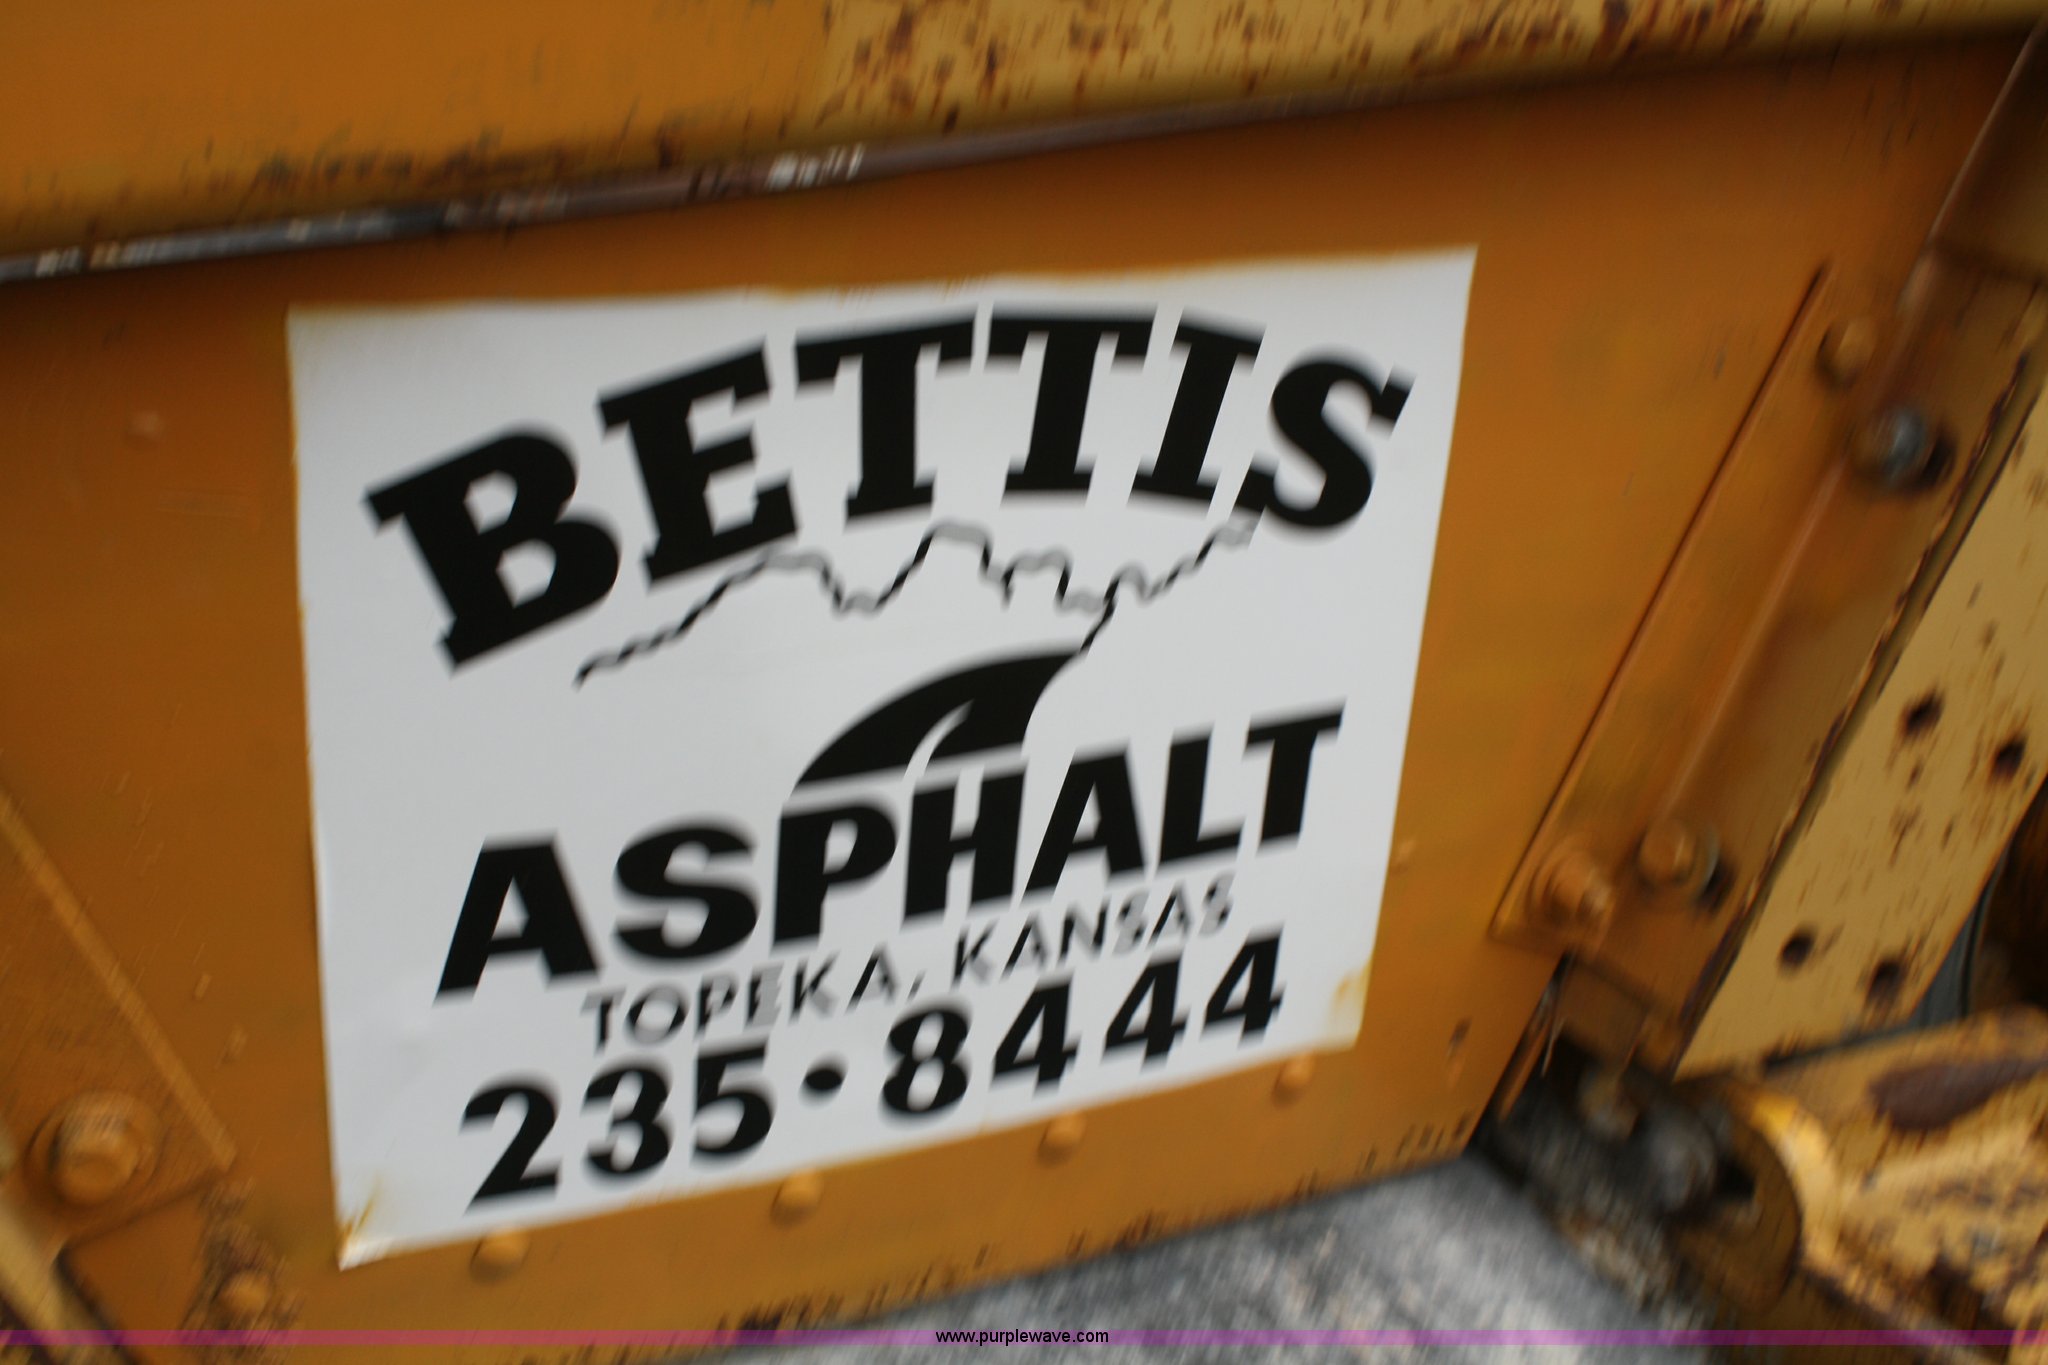 BETTIS
ASPHALT
TOPEKA, KANSAS
235•8444
www.purplewave.com